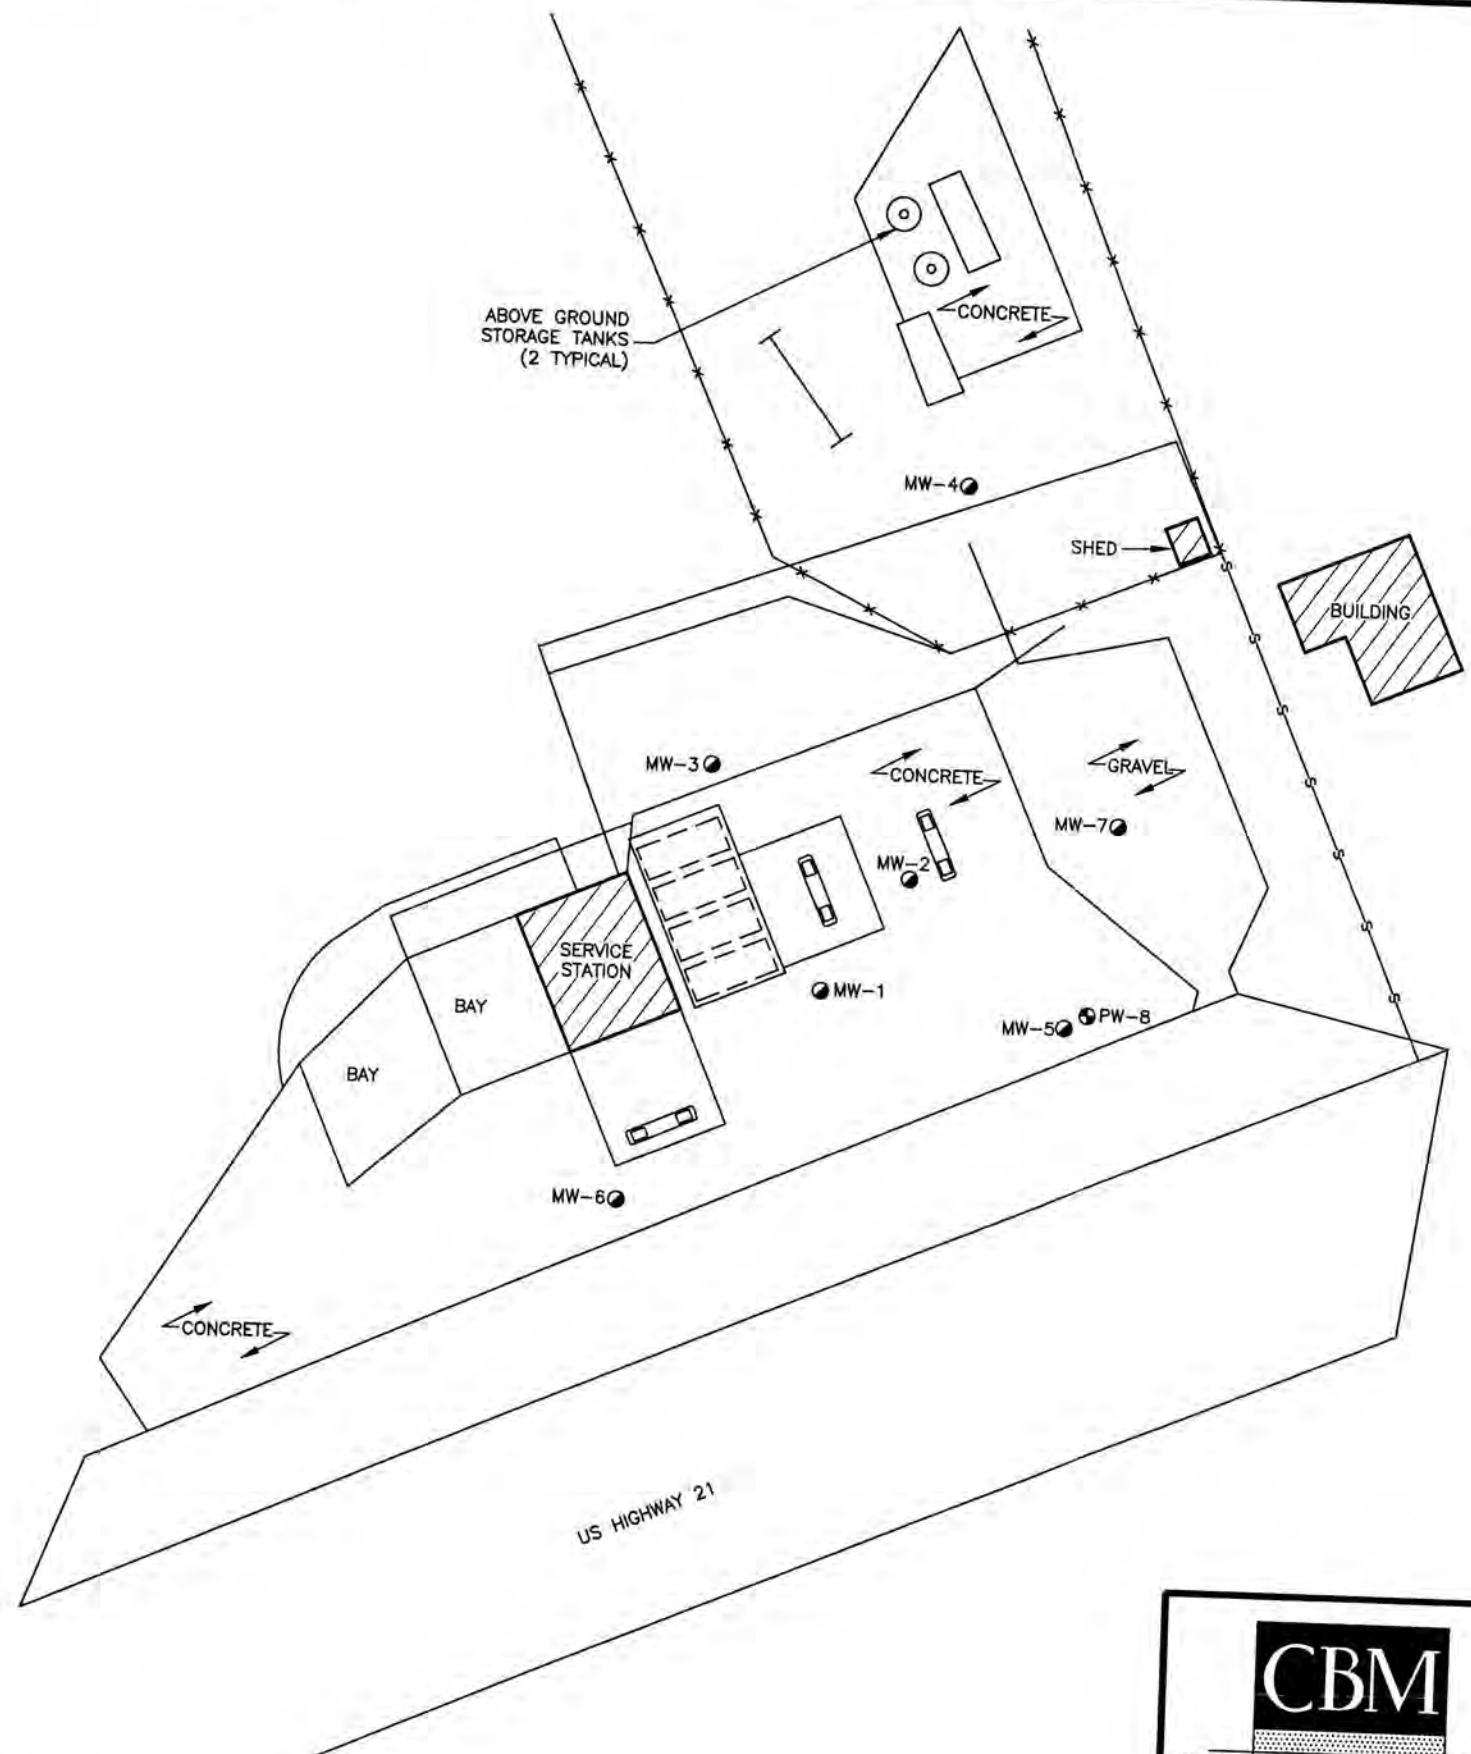 ABOVE GROUND
STORAGE TANKS
(2 TYPICAL)
CONCRETE
MW-4
SHED
BUILDING
MW-3
CONCRETE
GRAVEL
MW-7
MW-2
SERVICE
STATION
MW-1
BAY
MW-5
PW-8
BAY
MW-6
CONCRETE
US HIGHWAY 21
CBM
S
S
S
S
S
S
S